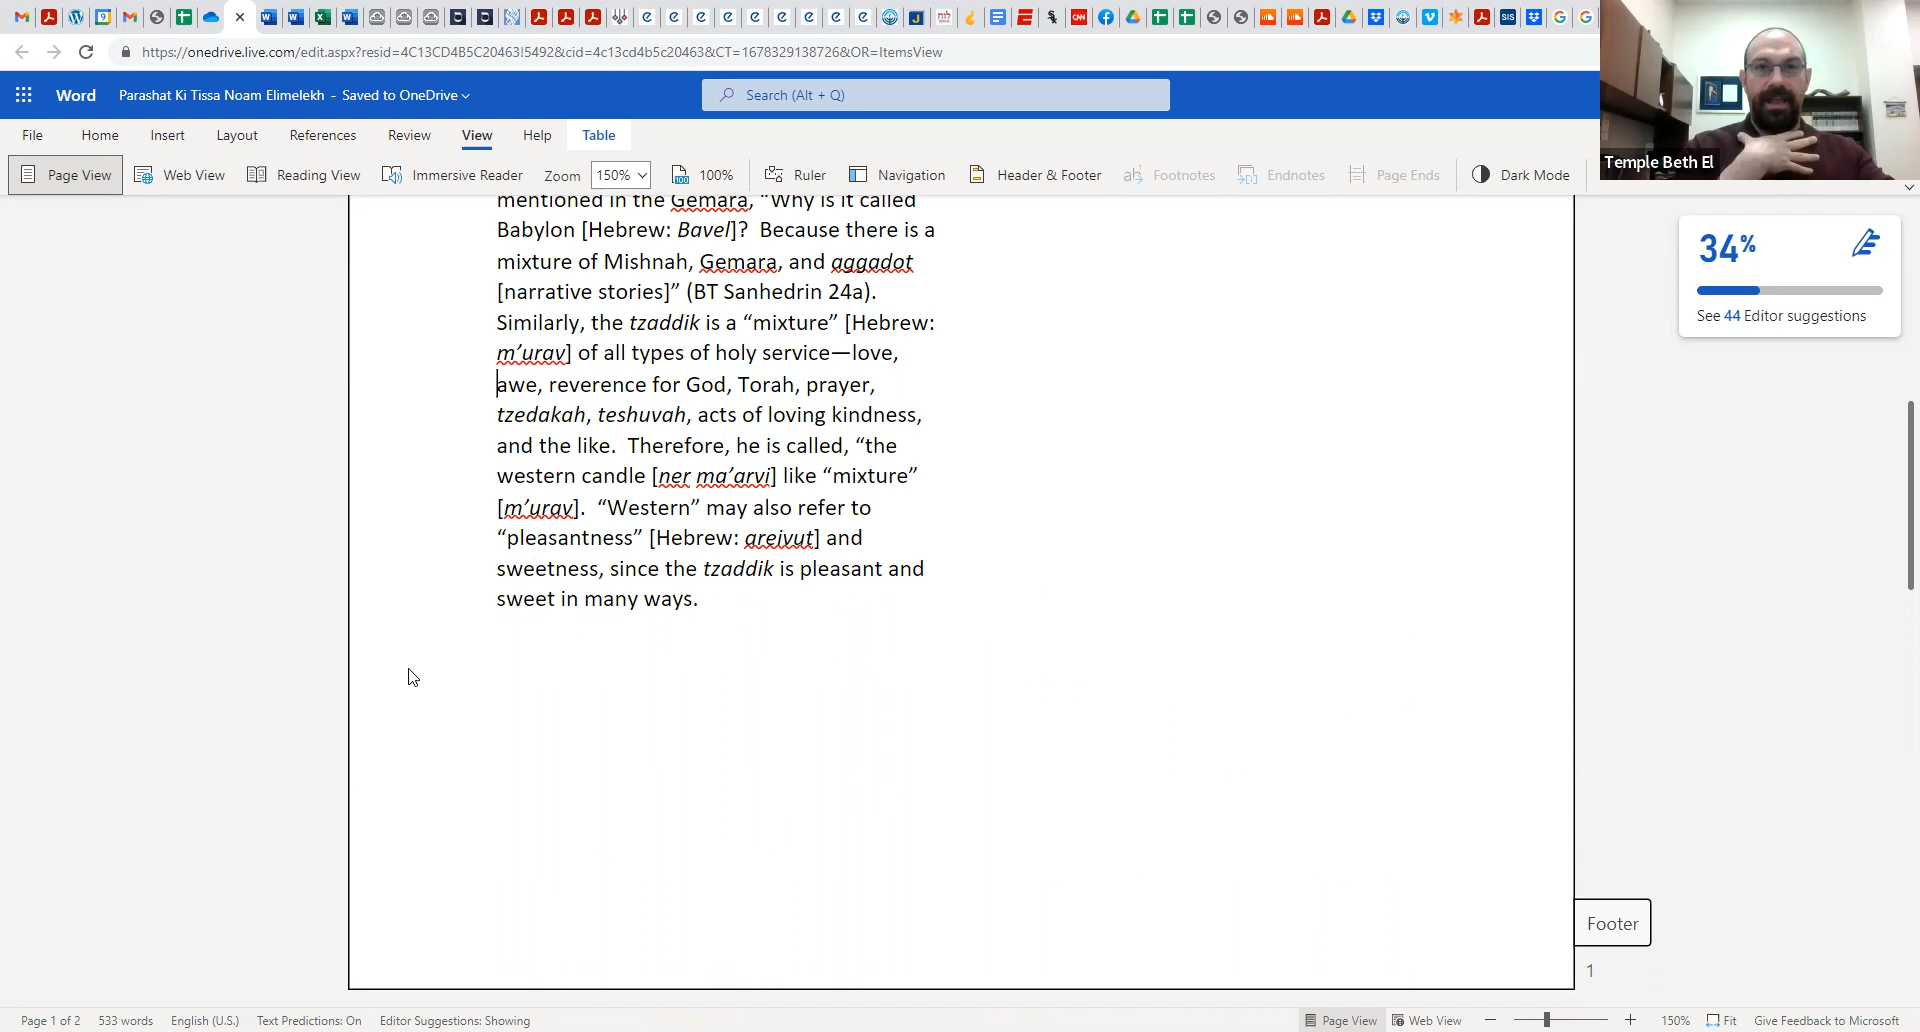 https://onedrive.live.com/edit.aspx?resid=4C13CD4B5C20463!5492&cid=4c13cd4b5c20463&CT=1678329138726&OR=ItemsView
Word Parashat Ki Tissa Noam Elimelekh - Saved to OneDrive
Search (Alt + Q)
File Home Insert Layout References Review View Help Table
Page View Web View Reading View Immersive Reader Zoom 150% 100% Ruler Navigation Header & Footer Footnotes Endnotes Page Ends Dark Mode
Temple Beth El
mentioned in the Gemara, “Why is it called
Babylon [Hebrew: Bavel]?  Because there is a
mixture of Mishnah, Gemara, and aggadot
[narrative stories]” (BT Sanhedrin 24a).
Similarly, the tzaddik is a “mixture” [Hebrew:
m’urav] of all types of holy service—love,
awe, reverence for God, Torah, prayer,
tzedakah, teshuvah, acts of loving kindness,
and the like.  Therefore, he is called, “the
western candle [ner ma’arvi] like “mixture”
[m’urav].  “Western” may also refer to
“pleasantness” [Hebrew: areivut] and
sweetness, since the tzaddik is pleasant and
sweet in many ways.
34%
See 44 Editor suggestions
Footer
1
Page 1 of 2 533 words English (U.S.) Text Predictions: On Editor Suggestions: Showing
Page View Web View 150% Fit Give Feedback to Microsoft